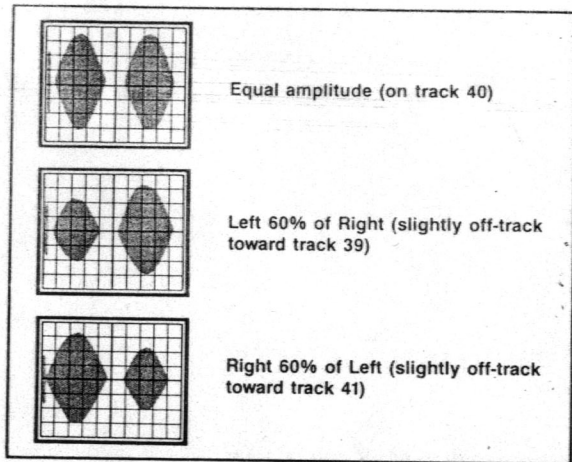 Equal amplitude (on track 40)
Left 60% of Right (slightly off-track
toward track 39)
Right 60% of Left (slightly off-track
toward track 41)